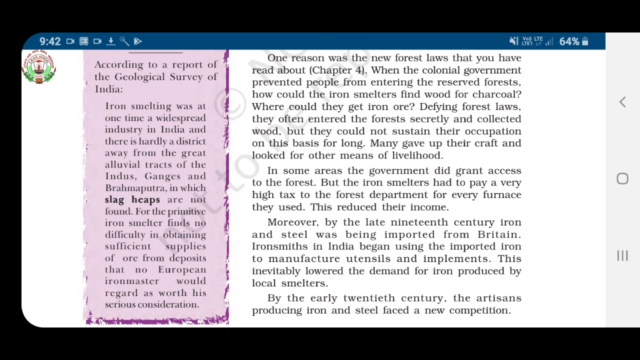 9:42
Vo)) LTE
LTE1
64%
According to a report of
the Geological Survey of
India:
Iron smelting was at
one time a widespread
industry in India and
there is hardly a district
away from the great
alluvial tracts of the
Indus, Ganges and
Brahmaputra, in which
slag heaps are not
found. For the primitive
iron smelter finds no
difficulty in obtaining
sufficient supplies
of ore from deposits
that no European
ironmaster would
regard as worth his
serious consideration.
One reason was the new forest laws that you have
read about (Chapter 4). When the colonial government
prevented people from entering the reserved forests,
how could the iron smelters find wood for charcoal?
Where could they get iron ore? Defying forest laws,
they often entered the forests secretly and collected
wood, but they could not sustain their occupation
on this basis for long. Many gave up their craft and
looked for other means of livelihood.
In some areas the government did grant access
to the forest. But the iron smelters had to pay a very
high tax to the forest department for every furnace
they used. This reduced their income.
Moreover, by the late nineteenth century iron
and steel was being imported from Britain.
Ironsmiths in India began using the imported iron
to manufacture utensils and implements. This
inevitably lowered the demand for iron produced by
local smelters.
By the early twentieth century, the artisans
producing iron and steel faced a new competition.